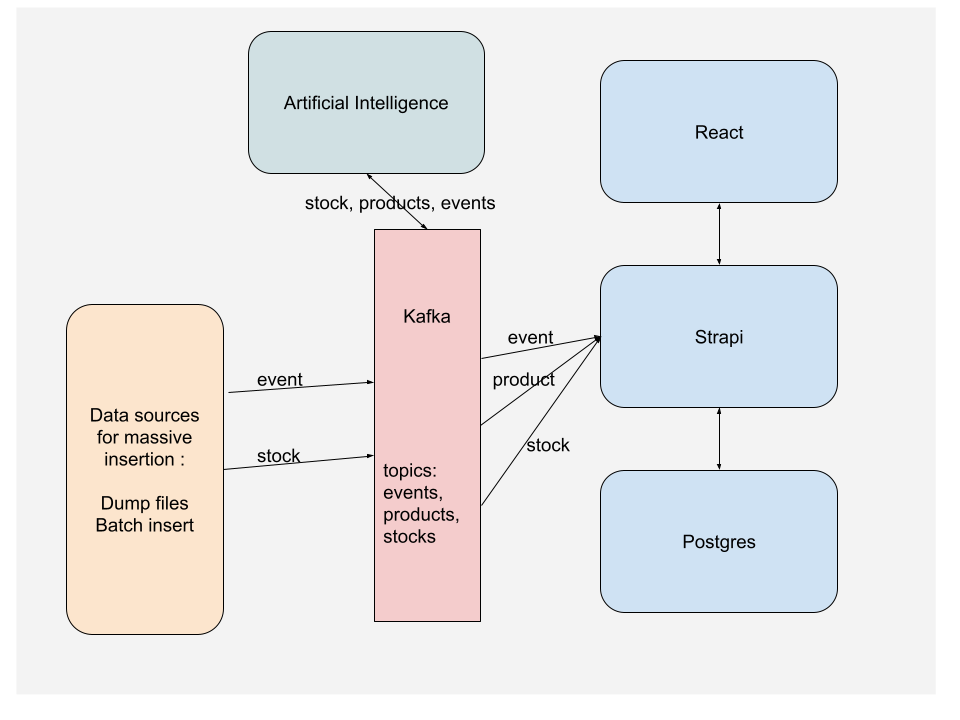 Artificial Intelligence
React
stock, products, events
Kafka
event
Strapi
event
product
Data sources
for massive
insertion :
stock
stock
topics:
events,
products,
stocks
Dump files
Batch insert
Postgres